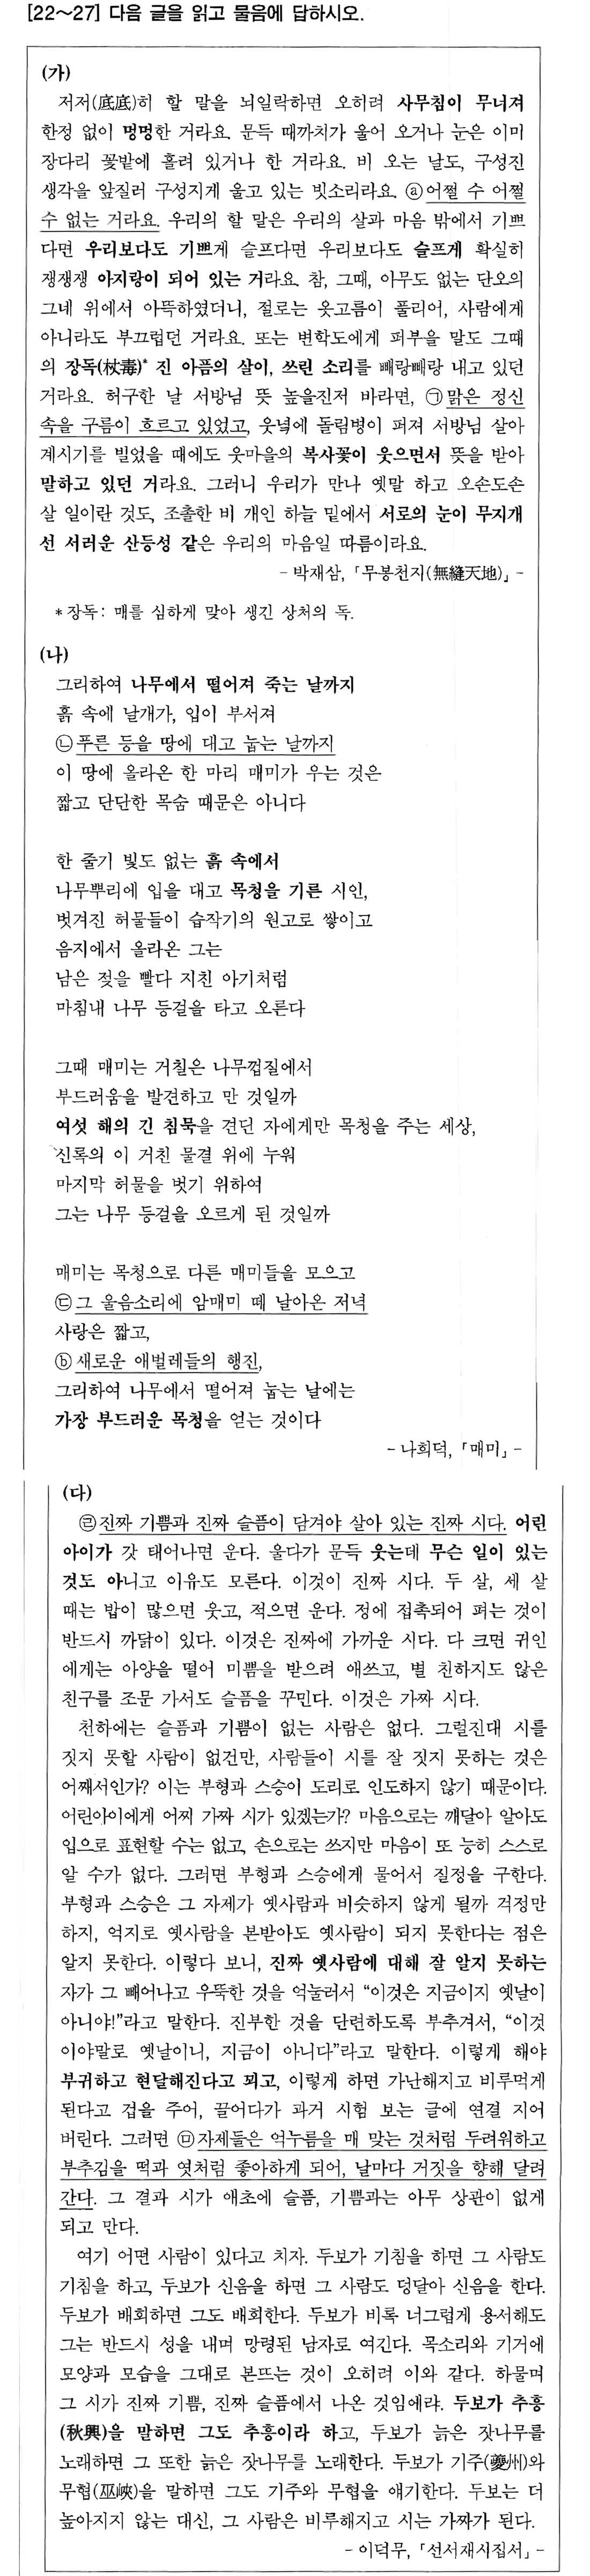 [22~27] 다음 글을 읽고 물음에 답하시오.
(가)
저저(底底)히 할 말을 뇌일락하면 오히려 사무침이 무너져
한정 없이 멍멍한 거라요. 문득 때까치가 울어 오거나 눈은 이미
장다리 꽃밭에 흘려 있거나 한 거라요. 비 오는 날도, 구성진
생각을 앞질러 구성지게 울고 있는 빗소리라요. ⓐ어쩔 수 어쩔
수 없는 거라요. 우리의 할 말은 우리의 살과 마음 밖에서 기쁘
다면 우리보다도 기쁘게 슬프다면 우리보다도 슬프게 확실히
쟁쟁쟁 아지랑이 되어 있는 거라요. 참, 그때, 아무도 없는 단오의
그네 위에서 아뜩하였더니, 절로는 옷고름이 풀리어, 사람에게
아니라도 부끄럽던 거라요. 또는 변학도에게 퍼부을 말도 그때
의 장독(杖毒)* 진 아픔의 살이, 쓰린 소리를 빼랑빼랑 내고 있던
거라요. 허구한 날 서방님 뜻 높을진저 바라면, ㉠맑은 정신
속을 구름이 흐르고 있었고, 웃녘에 돌림병이 퍼져 서방님 살아
계시기를 빌었을 때에도 웃마을의 복사꽃이 웃으면서 뜻을 받아
말하고 있던 거라요. 그러니 우리가 만나 옛말 하고 오손도손
살 일이란 것도, 조촐한 비 개인 하늘 밑에서 서로의 눈이 무지개
선 서러운 산등성 같은 우리의 마음일 따름이라요.
- 박재삼, 「무봉천지(無縫天地)」 -
*장독: 매를 심하게 맞아 생긴 상처의 독.
(나)
그리하여 나무에서 떨어져 죽는 날까지
흙 속에 날개가, 입이 부서져
㉡푸른 등을 땅에 대고 눕는 날까지
이 땅에 올라온 한 마리 매미가 우는 것은
짧고 단단한 목숨 때문은 아니다
한 줄기 빛도 없는 흙 속에서
나무뿌리에 입을 대고 목청을 기른 시인,
벗겨진 허물들이 습작기의 원고로 쌓이고
음지에서 올라온 그는
남은 젖을 빨다 지친 아기처럼
마침내 나무 등걸을 타고 오른다
그때 매미는 거칠은 나무껍질에서
부드러움을 발견하고 만 것일까
여섯 해의 긴 침묵을 견딘 자에게만 목청을 주는 세상,
신록의 이 거친 물결 위에 누워
마지막 허물을 벗기 위하여
그는 나무 등걸을 오르게 된 것일까
매미는 목청으로 다른 매미들을 모으고
㉢그 울음소리에 암매미 떼 날아온 저녁
사랑은 짧고,
ⓑ새로운 애벌레들의 행진,
그리하여 나무에서 떨어져 눕는 날에는
가장 부드러운 목청을 얻는 것이다
- 나희덕, 「매미」 -
(다)
㉣진짜 기쁨과 진짜 슬픔이 담겨야 살아 있는 진짜 시다. 어린
아이가 갓 태어나면 운다. 울다가 문득 웃는데 무슨 일이 있는
것도 아니고 이유도 모른다. 이것이 진짜 시다. 두 살, 세 살
때는 밥이 많으면 웃고, 적으면 운다. 정에 접촉되어 펴는 것이
반드시 까닭이 있다. 이것은 진짜에 가까운 시다. 다 크면 귀인
에게는 아양을 떨어 미쁨을 받으려 애쓰고, 별 친하지도 않은
친구를 조문 가서도 슬픔을 꾸민다. 이것은 가짜 시다.
천하에는 슬픔과 기쁨이 없는 사람은 없다. 그럴진대 시를
짓지 못할 사람이 없건만, 사람들이 시를 잘 짓지 못하는 것은
어째서인가? 이는 부형과 스승이 도리로 인도하지 않기 때문이다.
어린아이에게 어찌 가짜 시가 있겠는가? 마음으로는 깨달아 알아도
입으로 표현할 수는 없고, 손으로는 쓰지만 마음이 또 능히 스스로
알 수가 없다. 그러면 부형과 스승에게 물어서 질정을 구한다.
부형과 스승은 그 자제가 옛사람과 비슷하지 않게 될까 걱정만
하지, 억지로 옛사람을 본받아도 옛사람이 되지 못한다는 점은
알지 못한다. 이렇다 보니, 진짜 옛사람에 대해 잘 알지 못하는
자가 그 빼어나고 우뚝한 것을 억눌러서 “이것은 지금이지 옛날이
아니야!”라고 말한다. 진부한 것을 단련하도록 부추겨서, “이것
이야말로 옛날이니, 지금이 아니다”라고 말한다. 이렇게 해야
부귀하고 현달해진다고 꾀고, 이렇게 하면 가난해지고 비루먹게
된다고 겁을 주어, 끌어다가 과거 시험 보는 글에 연결 지어
버린다. 그러면 ㉤자제들은 억누름을 매 맞는 것처럼 두려워하고
부추김을 떡과 엿처럼 좋아하게 되어, 날마다 거짓을 향해 달려
간다. 그 결과 시가 애초에 슬픔, 기쁨과는 아무 상관이 없게
되고 만다.
여기 어떤 사람이 있다고 치자. 두보가 기침을 하면 그 사람도
기침을 하고, 두보가 신음을 하면 그 사람도 덩달아 신음을 한다.
두보가 배회하면 그도 배회한다. 두보가 비록 너그럽게 용서해도
그는 반드시 성을 내며 망령된 남자로 여긴다. 목소리와 기거에
모양과 모습을 그대로 본뜨는 것이 오히려 이와 같다. 하물며
그 시가 진짜 기쁨, 진짜 슬픔에서 나온 것임에랴. 두보가 추흥
(秋興)을 말하면 그도 추흥이라 하고, 두보가 늙은 잣나무를
노래하면 그 또한 늙은 잣나무를 노래한다. 두보가 기주(夔州)와
무협(巫峽)을 말하면 그도 기주와 무협을 얘기한다. 두보는 더
높아지지 않는 대신, 그 사람은 비루해지고 시는 가짜가 된다.
- 이덕무, 「선서재시집서」 -